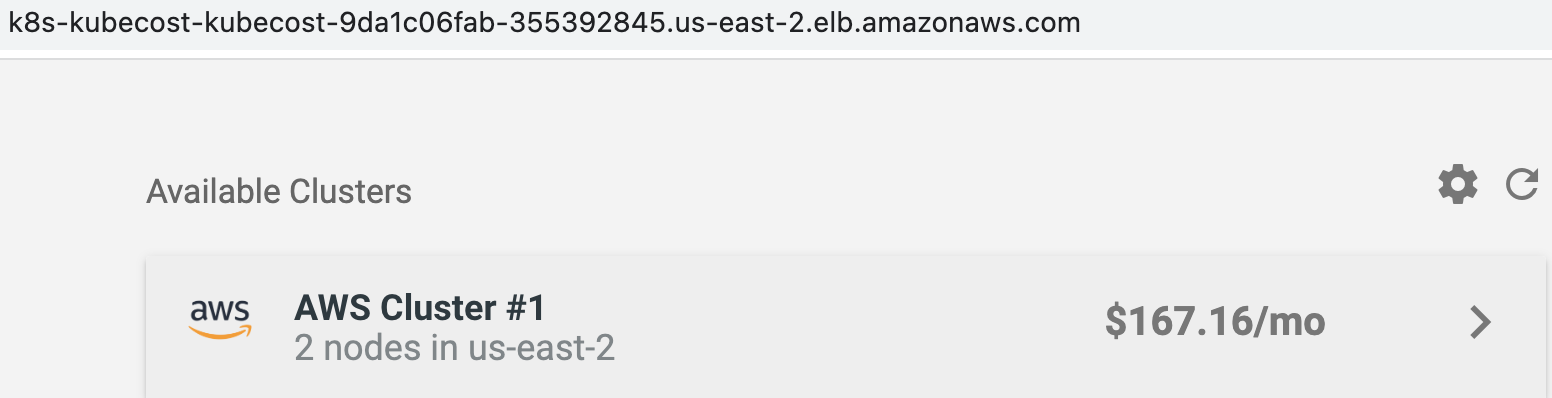 k8s-kubecost-kubecost-9da1c06fab-355392845.us-east-2.elb.amazonaws.com
Available Clusters
aws
AWS Cluster #1
2 nodes in us-east-2
$167.16/mo